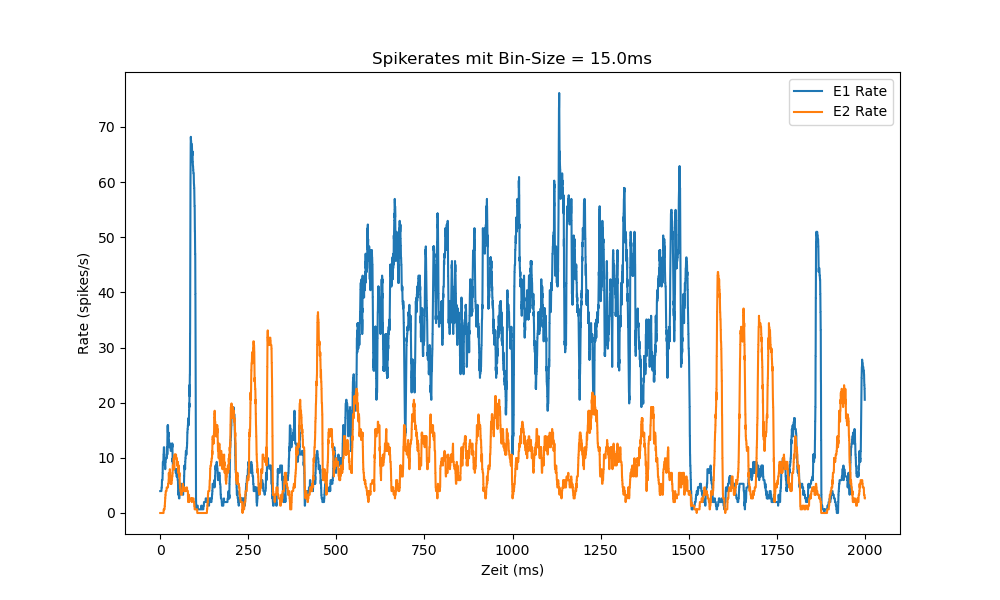 Spikerates mit Bin-Size = 15.0ms
E1 Rate
E2 Rate
Rate (spikes/s)
70
60
50
40
30
20
10
0
0 250 500 750 1000 1250 1500 1750 2000
Zeit (ms)